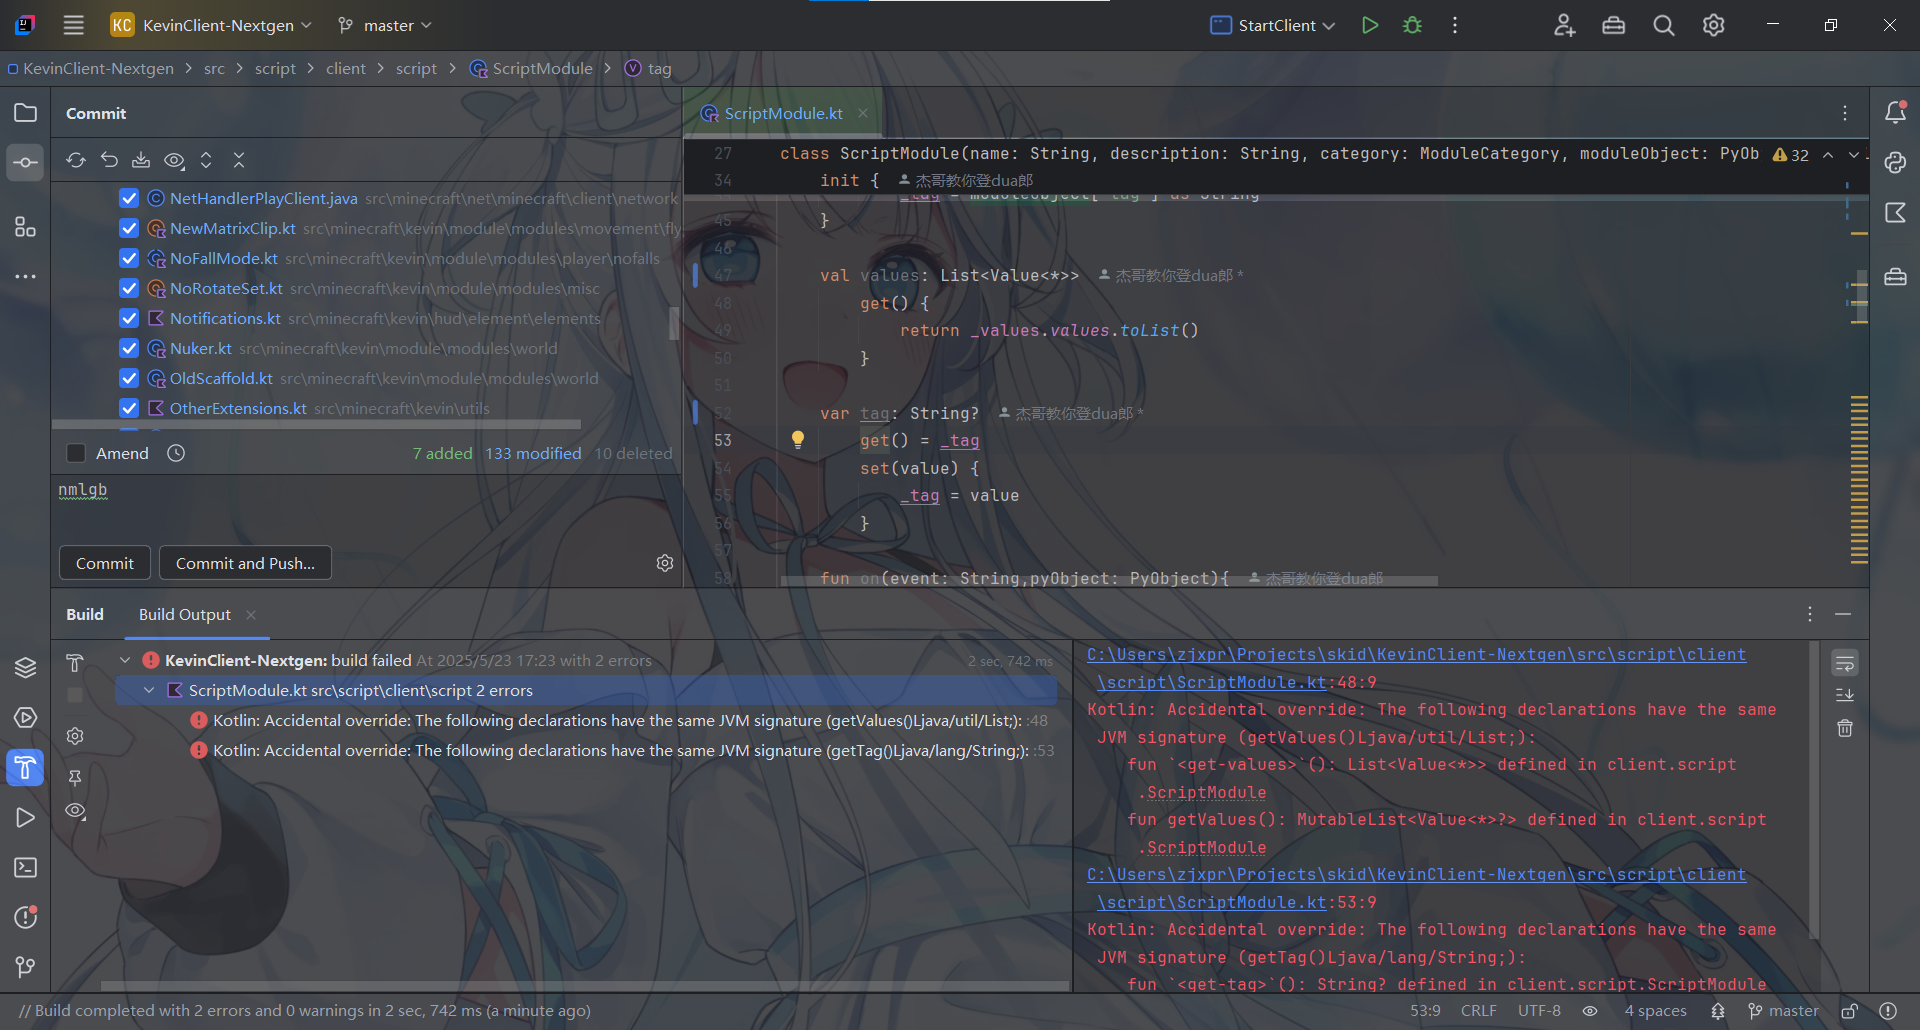 KC KevinClient-Nextgen master StartClient
KevinClient-Nextgen > src > script > client > script > ScriptModule > tag
Commit
NetHandlerPlayClient.java src\minecraft\net\minecraft\client\network
NewMatrixClip.kt src\minecraft\kevin\module\modules\movement\fly
NoFallMode.kt src\minecraft\kevin\module\modules\player\nofalls
NoRotateSet.kt src\minecraft\kevin\module\modules\misc
Notifications.kt src\minecraft\kevin\hud\element\elements
Nuker.kt src\minecraft\kevin\module\modules\world
OldScaffold.kt src\minecraft\kevin\module\modules\world
OtherExtensions.kt src\minecraft\kevin\utils
Amend 7 added 133 modified 10 deleted
nmlgb
Commit Commit and Push...
ScriptModule.kt
27 class ScriptModule(name: String, description: String, category: ModuleCategory, moduleObject: PyOb 32
34 init { 杰哥教你登dua郎
_tag = moduleObject["tag"] as String
45 }
46
47 val values: List<Value<*>> 杰哥教你登dua郎 *
48 get() {
49 return _values.values.toList()
50 }
51
52 var tag: String? 杰哥教你登dua郎 *
53 get() = _tag
54 set(value) {
55 _tag = value
56 }
57
58 fun on(event: String,pyObject: PyObject){ 杰哥教你登dua郎
Build Build Output
KevinClient-Nextgen: build failed At 2025/5/23 17:23 with 2 errors 2 sec, 742 ms
ScriptModule.kt src\script\client\script 2 errors
Kotlin: Accidental override: The following declarations have the same JVM signature (getValues()Ljava/util/List;): :48
Kotlin: Accidental override: The following declarations have the same JVM signature (getTag()Ljava/lang/String;): :53
C:\Users\zjxpr\Projects\skid\KevinClient-Nextgen\src\script\client
\script\ScriptModule.kt:48:9
Kotlin: Accidental override: The following declarations have the same
JVM signature (getValues()Ljava/util/List;):
fun `<get-values>`(): List<Value<*>> defined in client.script
.ScriptModule
fun getValues(): MutableList<Value<*>?> defined in client.script
.ScriptModule
C:\Users\zjxpr\Projects\skid\KevinClient-Nextgen\src\script\client
\script\ScriptModule.kt:53:9
Kotlin: Accidental override: The following declarations have the same
JVM signature (getTag()Ljava/lang/String;):
fun `<get-tag>`(): String? defined in client.script.ScriptModule
// Build completed with 2 errors and 0 warnings in 2 sec, 742 ms (a minute ago) 53:9 CRLF UTF-8 4 spaces master